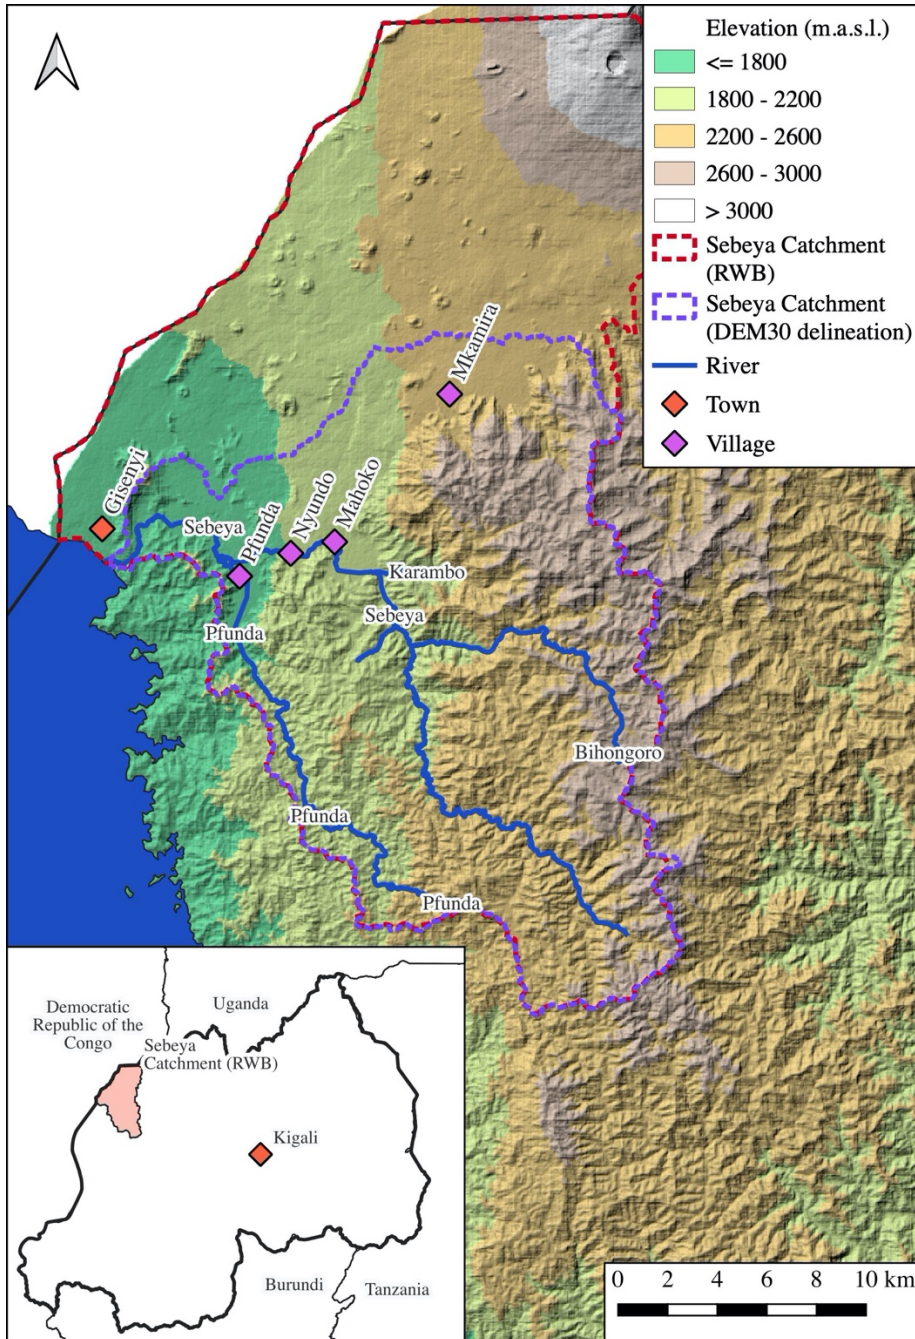 Elevation (m.a.s.l.)
<= 1800
1800 - 2200
2200 - 2600
2600 - 3000
> 3000
Sebeya Catchment
(RWB)
Sebeya Catchment
(DEM30 delineation)
River
Town
Village
Mkamira
Gisenyi
Sebeya
Pfunda
Nyundo
Mahoko
Karambo
Sebeya
Pfunda
Bihongoro
Pfunda
Pfunda
Democratic
Republic of the
Congo
Uganda
Sebeya
Catchment (RWB)
Kigali
Burundi
Tanzania
0 2 4 6 8 10 km